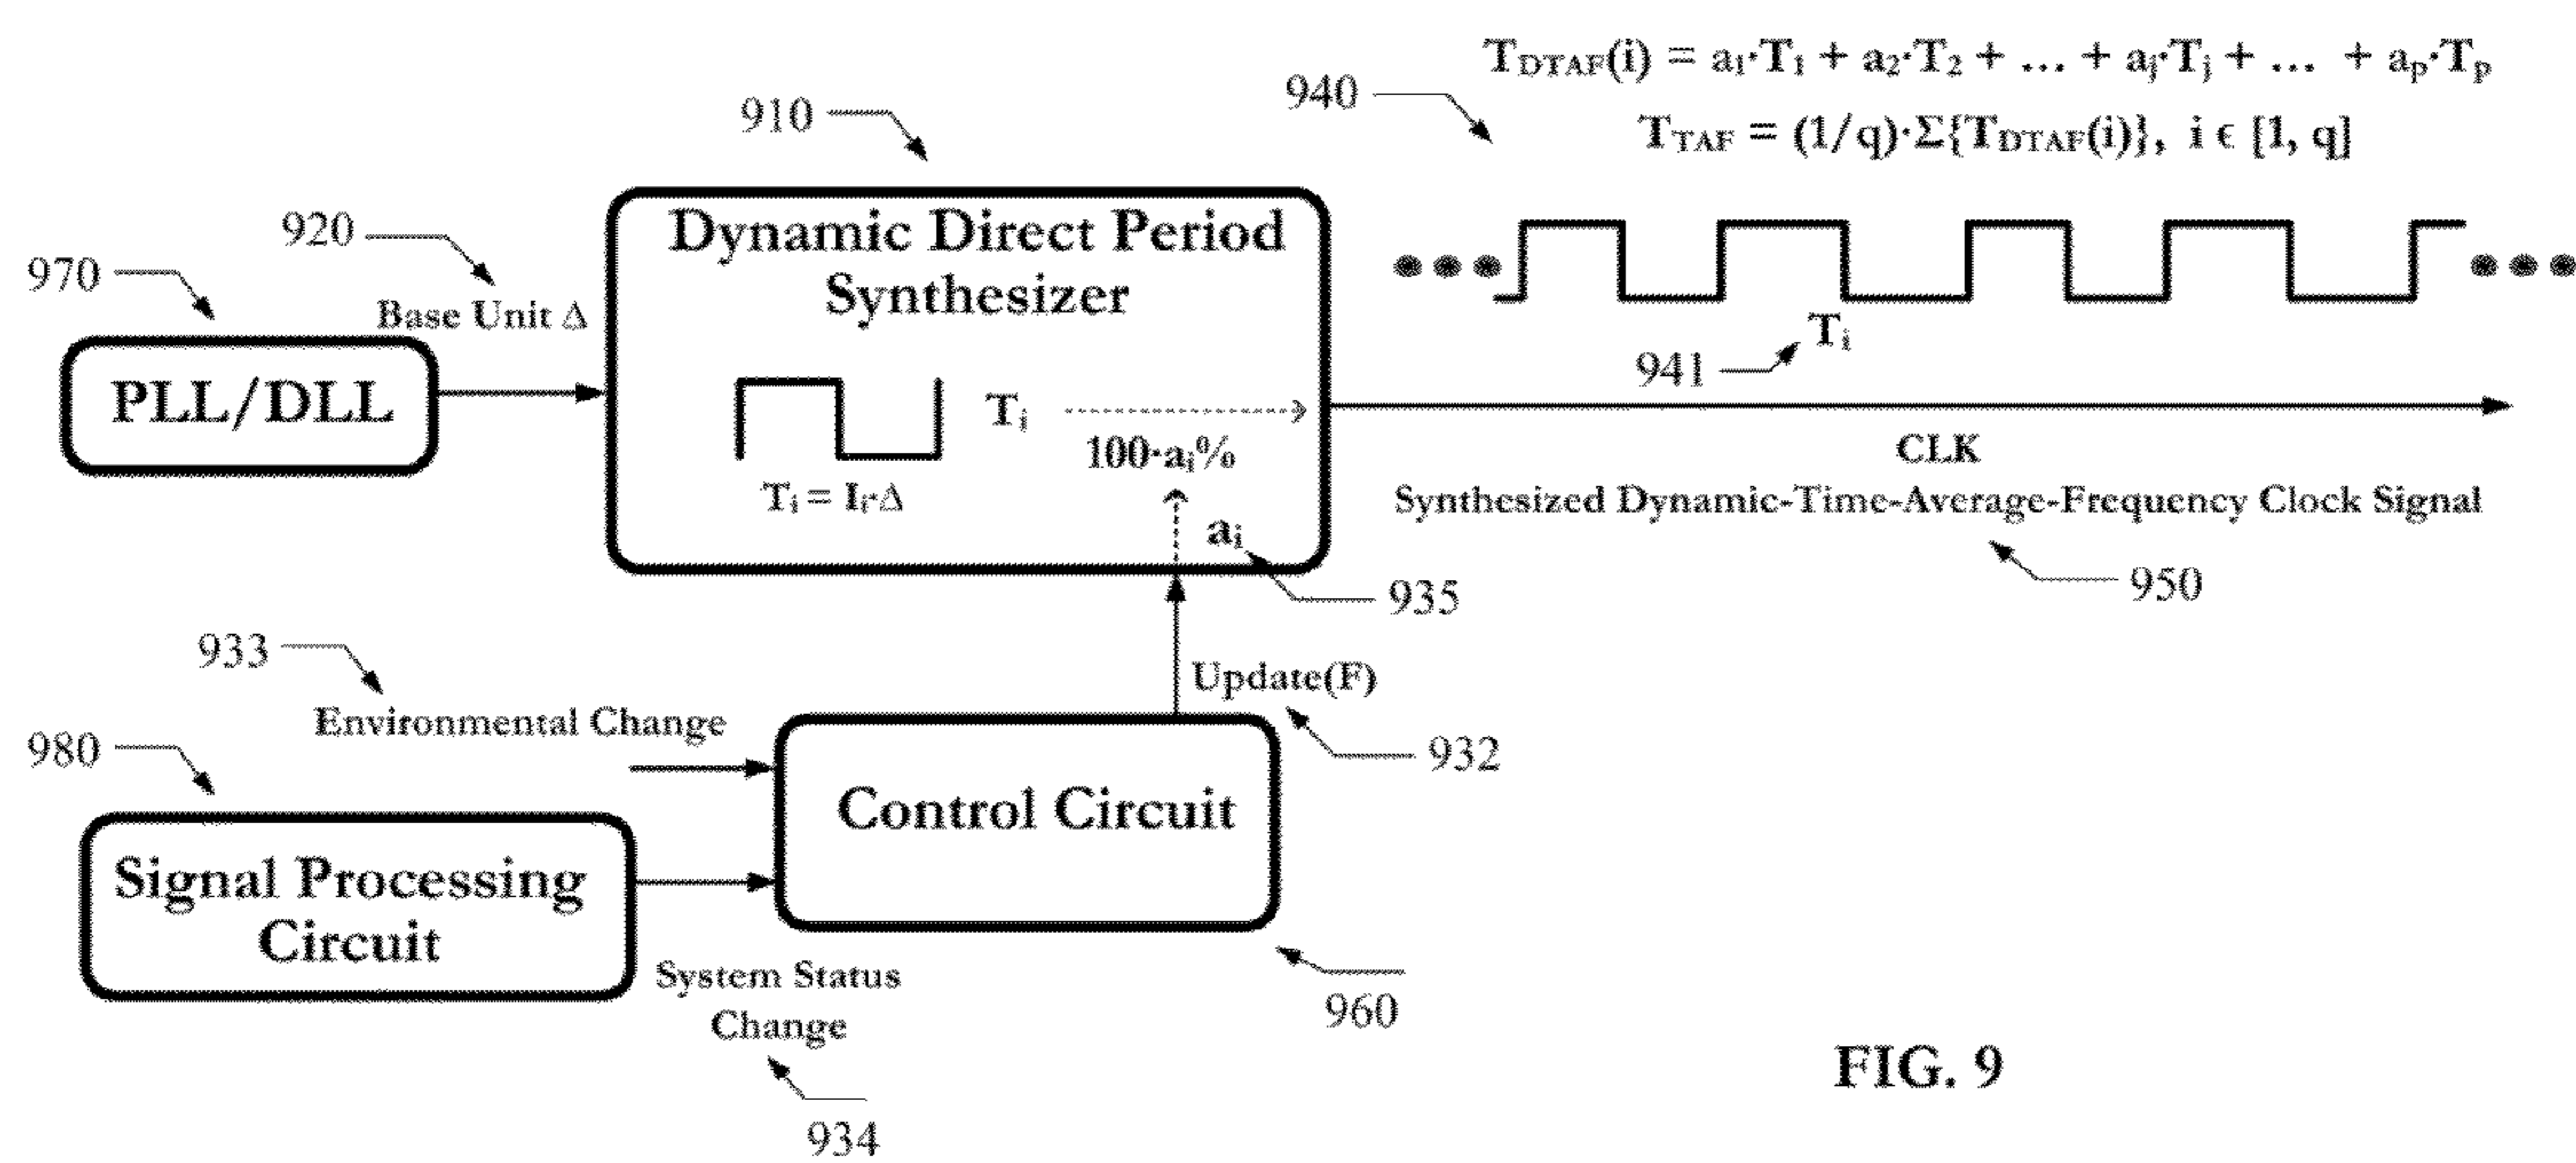 T_DTAF(i) = a₁·T₁ + a₂·T₂ + ... + aⱼ·Tⱼ + ... + aₚ·Tₚ
940
T_TAF = (1/q)·Σ{T_DTAF(i)}, i ϵ [1, q]
910
920
970
Dynamic Direct Period
Synthesizer
Base Unit Δ
PLL/DLL
Tᵢ
100·aᵢ%
Tᵢ = Iᵢ·Δ
aᵢ
935
Tᵢ
941
CLK
Synthesized Dynamic-Time-Average-Frequency Clock Signal
950
933
Environmental Change
Update(F)
932
980
Control Circuit
Signal Processing
Circuit
System Status
Change
934
960
FIG. 9